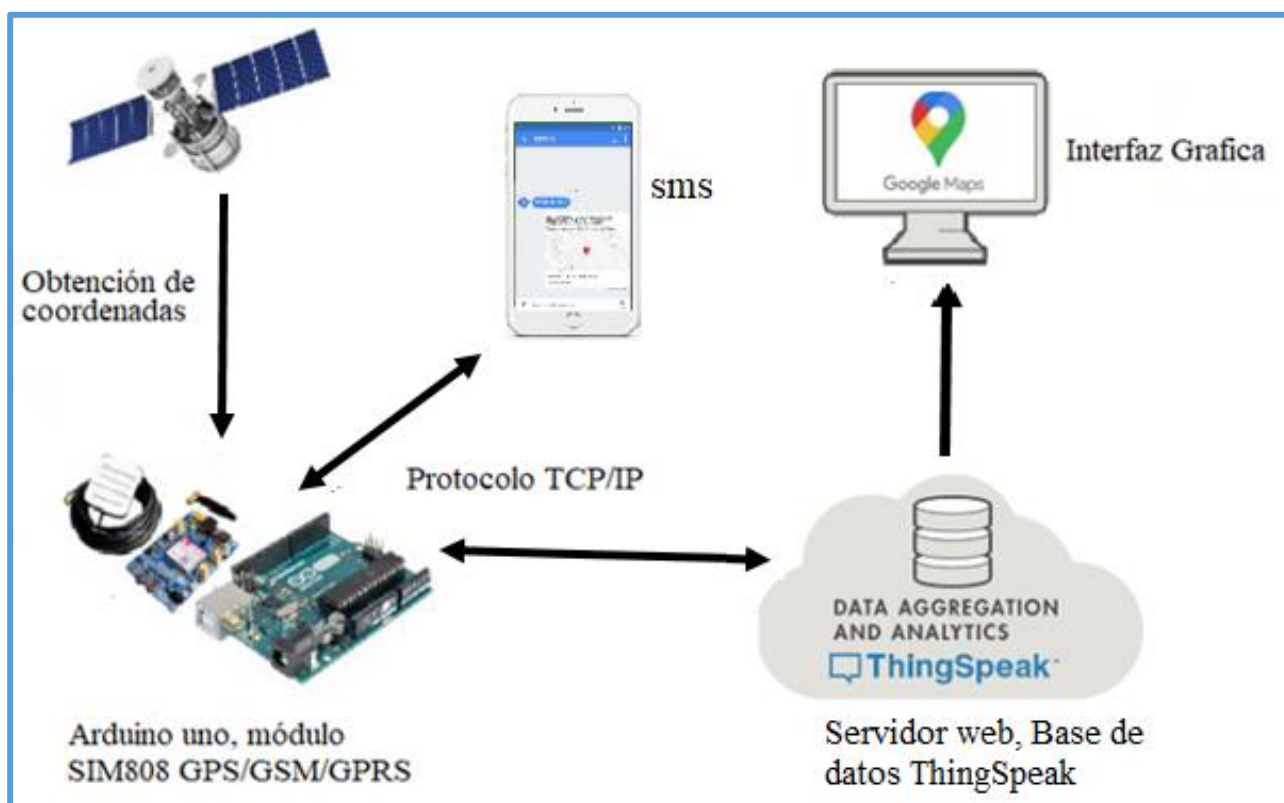 sms
Google Maps
Interfaz Grafica
Obtención de
coordenadas
Protocolo TCP/IP
DATA AGGREGATION
AND ANALYTICS
ThingSpeak
Arduino uno, módulo
SIM808 GPS/GSM/GPRS
Servidor web, Base de
datos ThingSpeak